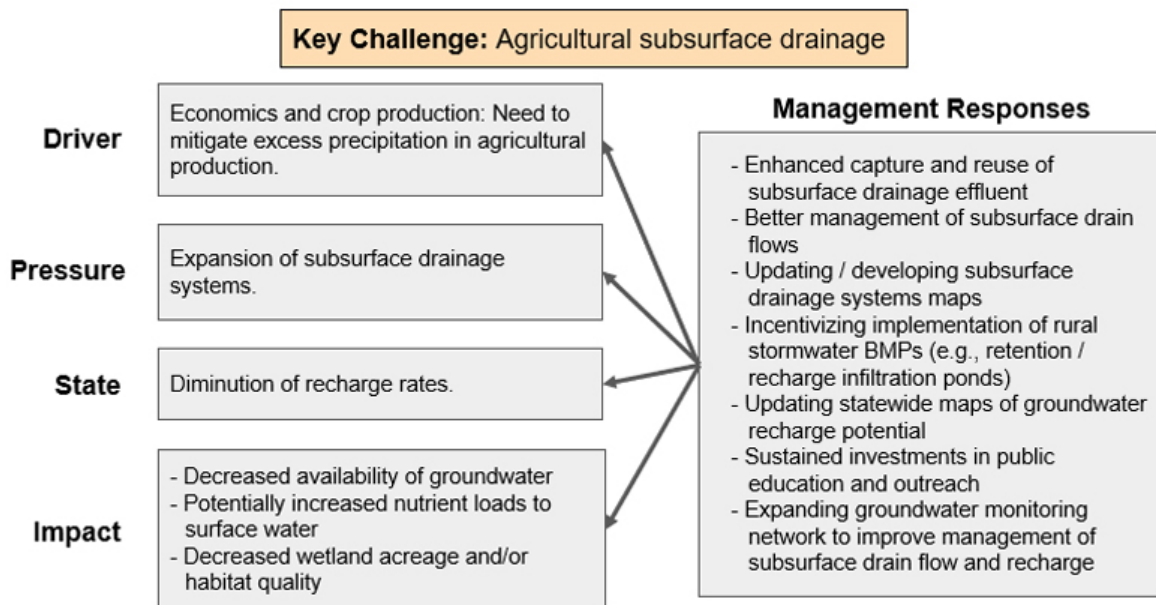 Key Challenge: Agricultural subsurface drainage
Driver
Economics and crop production: Need to
mitigate excess precipitation in agricultural
production.
Pressure
Expansion of subsurface drainage
systems.
State
Diminution of recharge rates.
Impact
- Decreased availability of groundwater
- Potentially increased nutrient loads to
surface water
- Decreased wetland acreage and/or
habitat quality
Management Responses
- Enhanced capture and reuse of
subsurface drainage effluent
- Better management of subsurface drain
flows
- Updating / developing subsurface
drainage systems maps
- Incentivizing implementation of rural
stormwater BMPs (e.g., retention /
recharge infiltration ponds)
- Updating statewide maps of groundwater
recharge potential
- Sustained investments in public
education and outreach
- Expanding groundwater monitoring
network to improve management of
subsurface drain flow and recharge